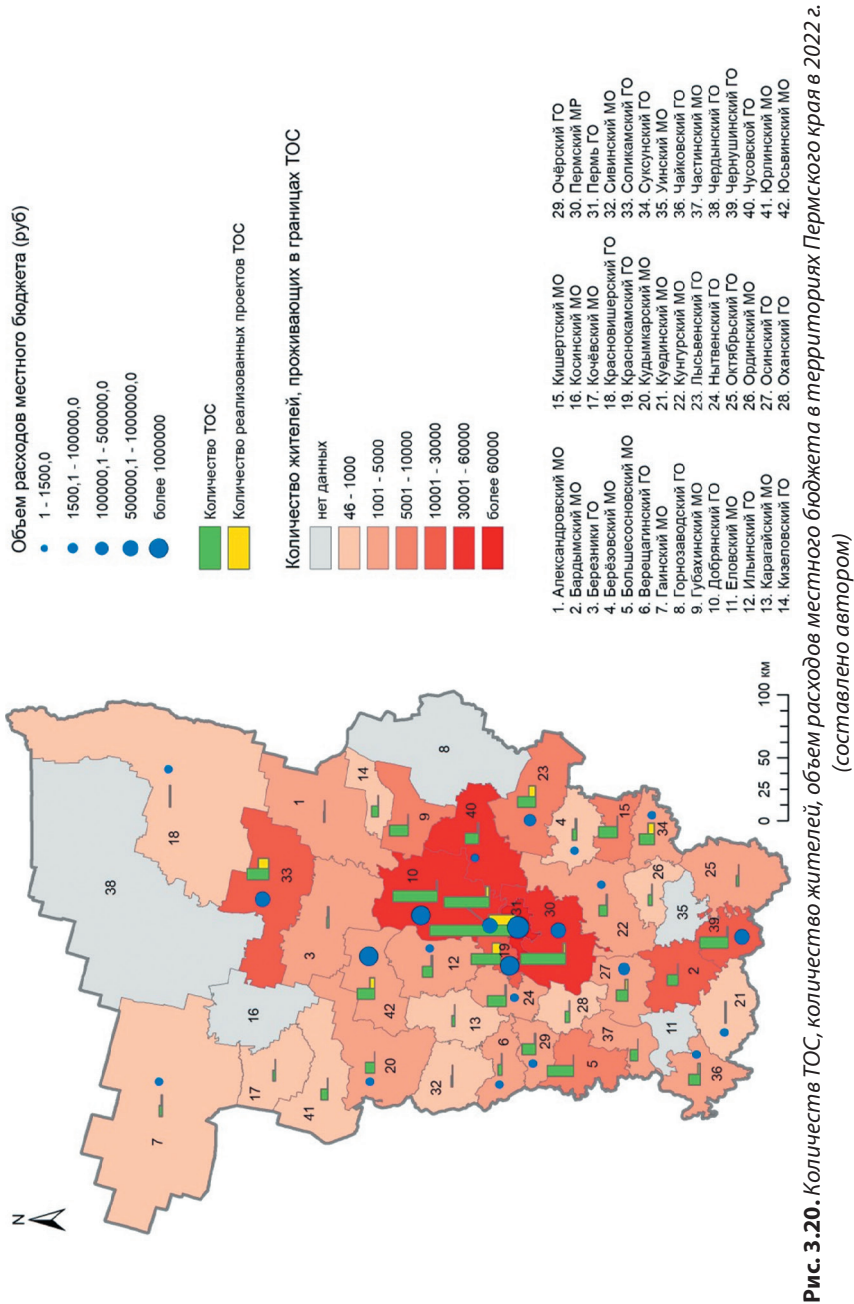 N
38
18
7
16
33
1
17
3
14
8
41
42
9
20
10
40
12
32
13
31
23
19
6
24
30
4
29
28
15
5
27
22
34
37
26
2
35
11
39
25
36
21
0 25 50 100 км
Объем расходов местного бюджета (руб)
1 - 1500,0
1500,1 - 100000,0
100000,1 - 500000,0
500000,1 - 1000000,0
более 1000000
Количество ТОС
Количество реализованных проектов ТОС
Количество жителей, проживающих в границах ТОС
нет данных
46 - 1000
1001 - 5000
5001 - 10000
10001 - 30000
30001 - 60000
более 60000
1. Александровский МО
2. Бардымский МО
3. Березники ГО
4. Берёзовский МО
5. Большесосновский МО
6. Верещагинский ГО
7. Гаинский МО
8. Горнозаводский ГО
9. Губахинский МО
10. Добрянский ГО
11. Еловский МО
12. Ильинский ГО
13. Карагайский МО
14. Кизеловский ГО
15. Кишертский МО
16. Косинский МО
17. Кочёвский МО
18. Красновишерский ГО
19. Краснокамский ГО
20. Кудымкарский МО
21. Куединский МО
22. Кунгурский МО
23. Лысьвенский ГО
24. Нытвенский ГО
25. Октябрьский ГО
26. Ординский МО
27. Осинский ГО
28. Оханский ГО
29. Очёрский ГО
30. Пермский МР
31. Пермь ГО
32. Сивинский МО
33. Соликамский ГО
34. Суксунский ГО
35. Уинский МО
36. Чайковский ГО
37. Частинский МО
38. Чердынский ГО
39. Чернушинский ГО
40. Чусовской ГО
41. Юрлинский МО
42. Юсьвинский МО
Рис. 3.20. Количеств ТОС, количество жителей, объем расходов местного бюджета в территориях Пермского края в 2022 г.
(составлено автором)